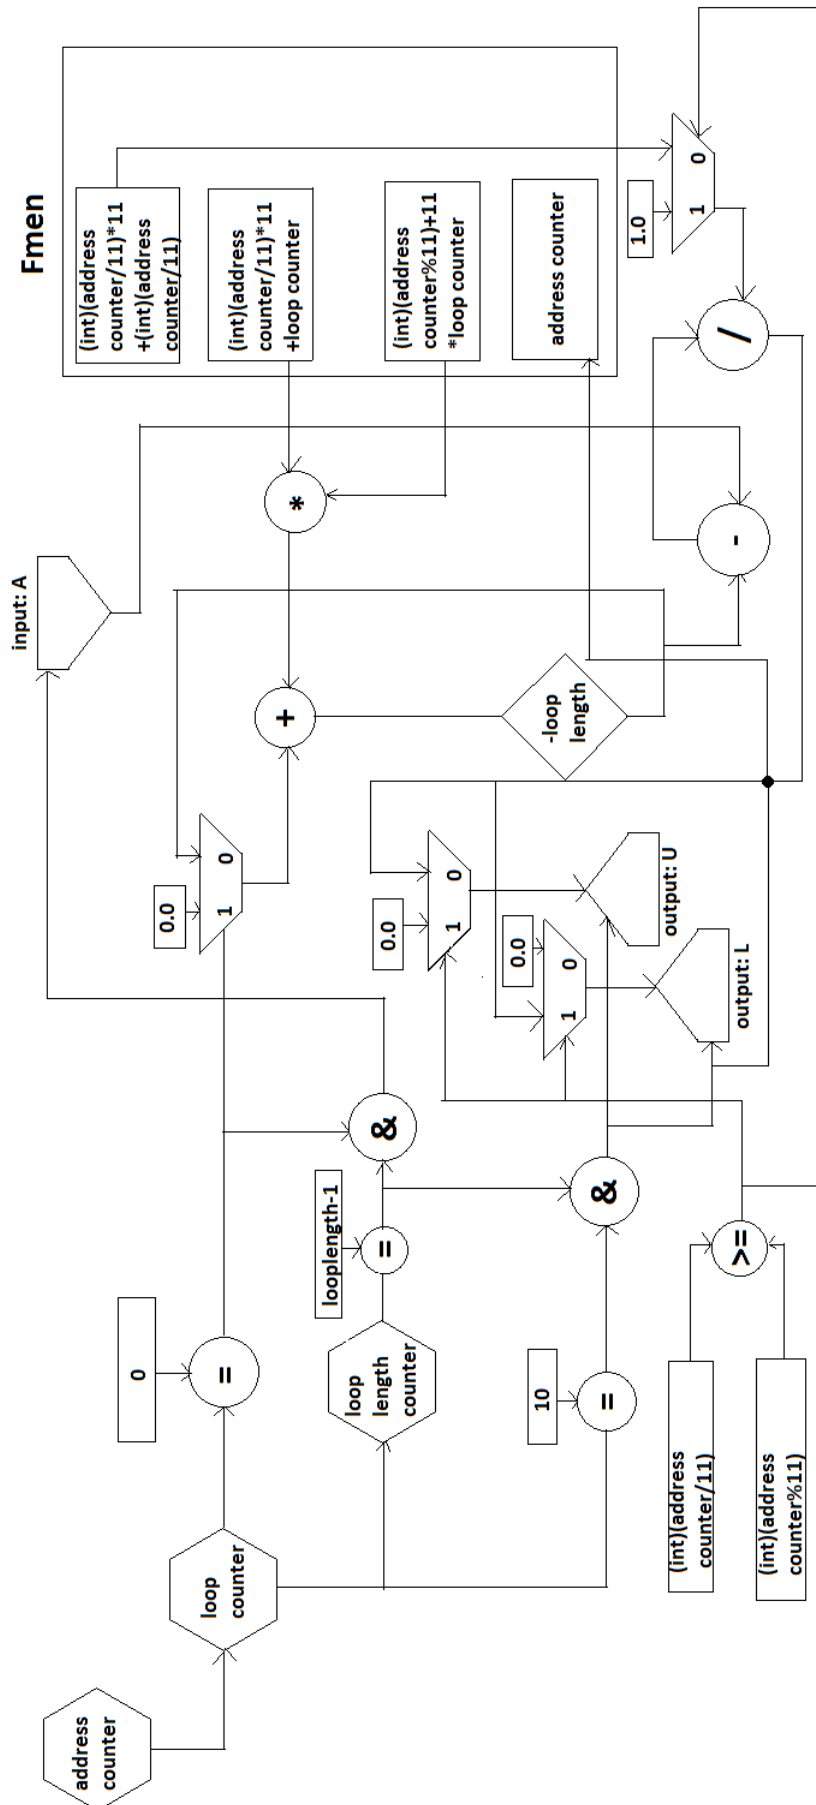 Fmen
(int)(address
counter/11)*11
+(int)(address
counter/11)
(int)(address
counter/11)*11
+loop counter
(int)(address
counter%11)+11
*loop counter
address counter
1.0
1 0
/
-
*
+
input: A
-loop
length
0.0
1 0
0.0
1 0
0.0
1 0
output: U
output: L
&
&
looplength-1
=
0
=
10
=
>=
loop
length
counter
loop
counter
address
counter
(int)(address
counter/11)
(int)(address
counter%11)